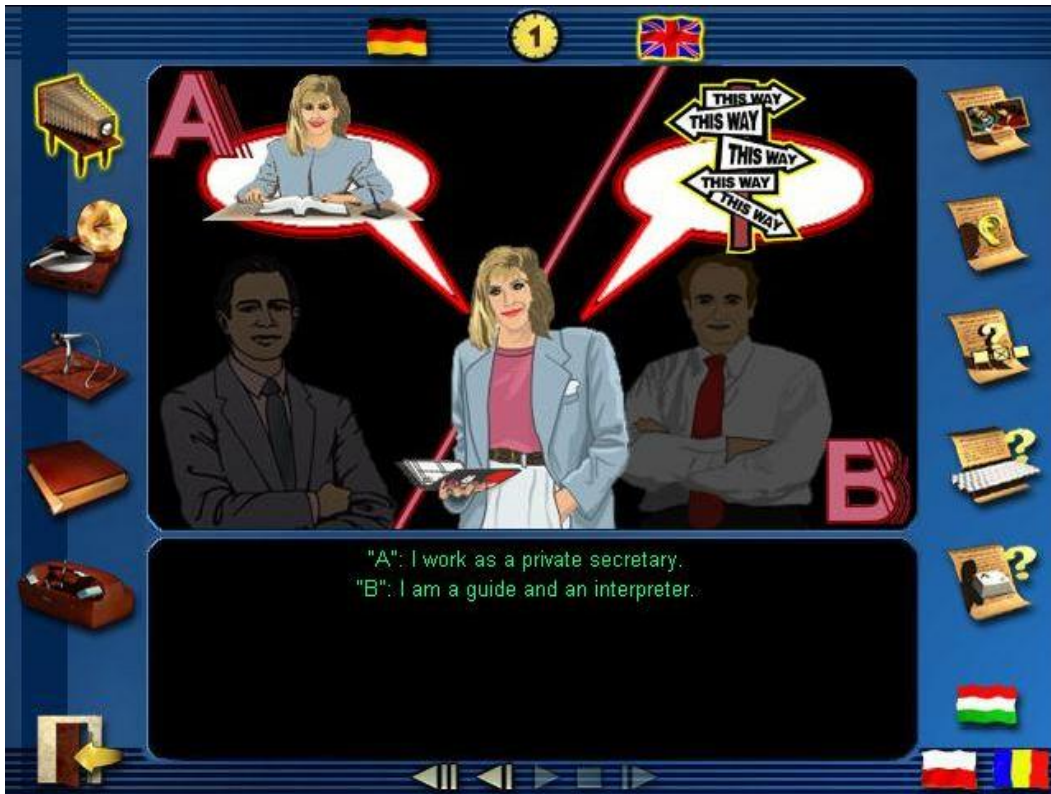 1
A
THIS WAY
THIS WAY
THIS WAY
THIS WAY
THIS WAY
B
"A": I work as a private secretary.
"B": I am a guide and an interpreter.
?
?
?